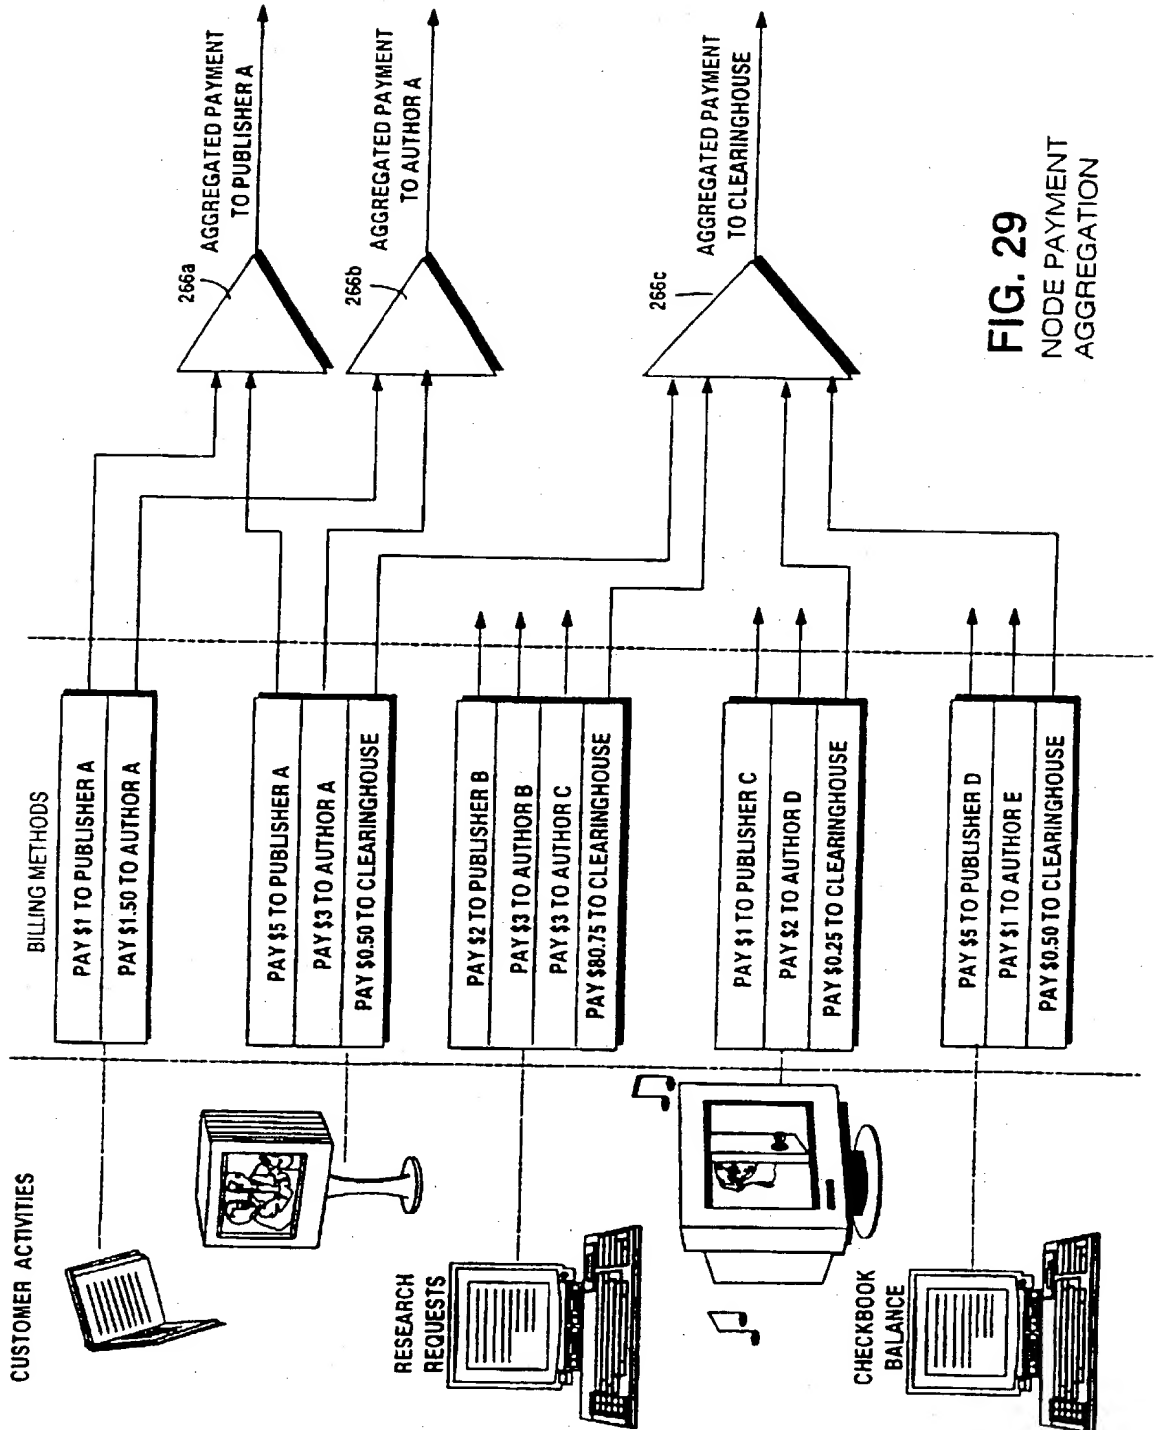 CUSTOMER ACTIVITIES
RESEARCH
REQUESTS
CHECKBOOK
BALANCE
BILLING METHODS
PAY $1 TO PUBLISHER A
PAY $1.50 TO AUTHOR A
PAY $5 TO PUBLISHER A
PAY $3 TO AUTHOR A
PAY $0.50 TO CLEARINGHOUSE
PAY $2 TO PUBLISHER B
PAY $3 TO AUTHOR B
PAY $3 TO AUTHOR C
PAY $80.75 TO CLEARINGHOUSE
PAY $1 TO PUBLISHER C
PAY $2 TO AUTHOR D
PAY $0.25 TO CLEARINGHOUSE
PAY $5 TO PUBLISHER D
PAY $1 TO AUTHOR E
PAY $0.50 TO CLEARINGHOUSE
266a
AGGREGATED PAYMENT
TO PUBLISHER A
266b
AGGREGATED PAYMENT
TO AUTHOR A
266c
AGGREGATED PAYMENT
TO CLEARINGHOUSE
FIG. 29
NODE PAYMENT
AGGREGATION